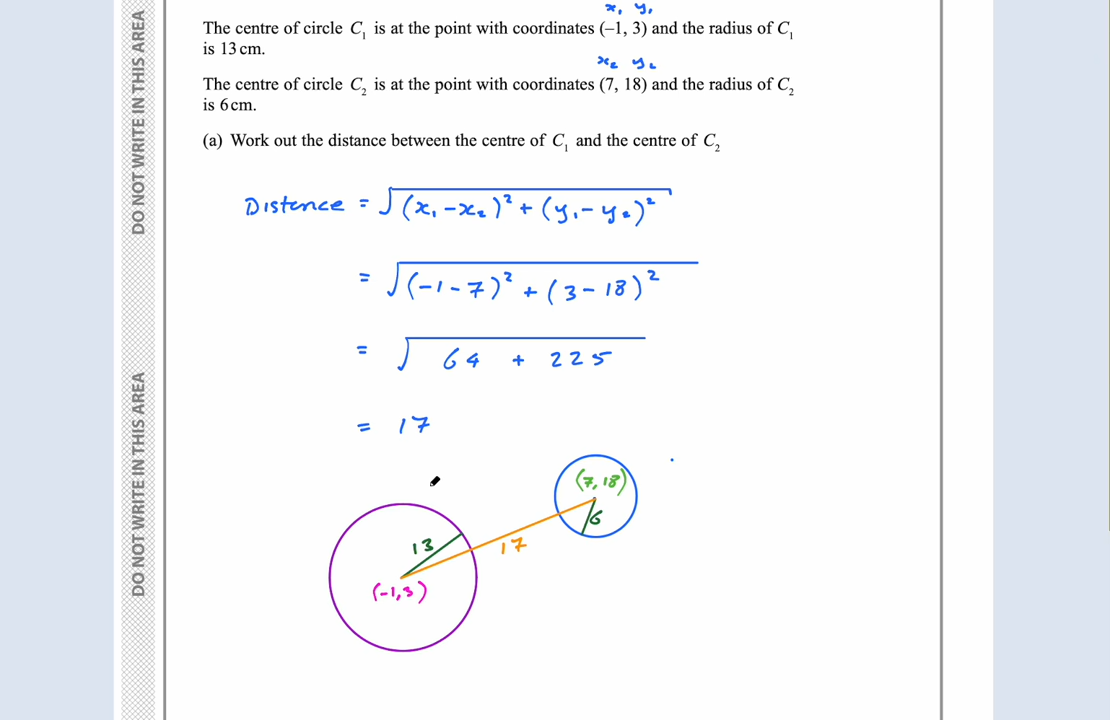 x₁ y₁
The centre of circle C₁ is at the point with coordinates (−1, 3) and the radius of C₁
is 13 cm.
x₂ y₂
The centre of circle C₂ is at the point with coordinates (7, 18) and the radius of C₂
is 6 cm.
(a) Work out the distance between the centre of C₁ and the centre of C₂
Distence = √(x₁ − x₂)² + (y₁ − y₂)²
= √(−1 − 7)² + (3 − 18)²
= √64 + 225
= 17
(7, 18)
6
13
17
(−1, 3)
DO NOT WRITE IN THIS AREA
DO NOT WRITE IN THIS AREA